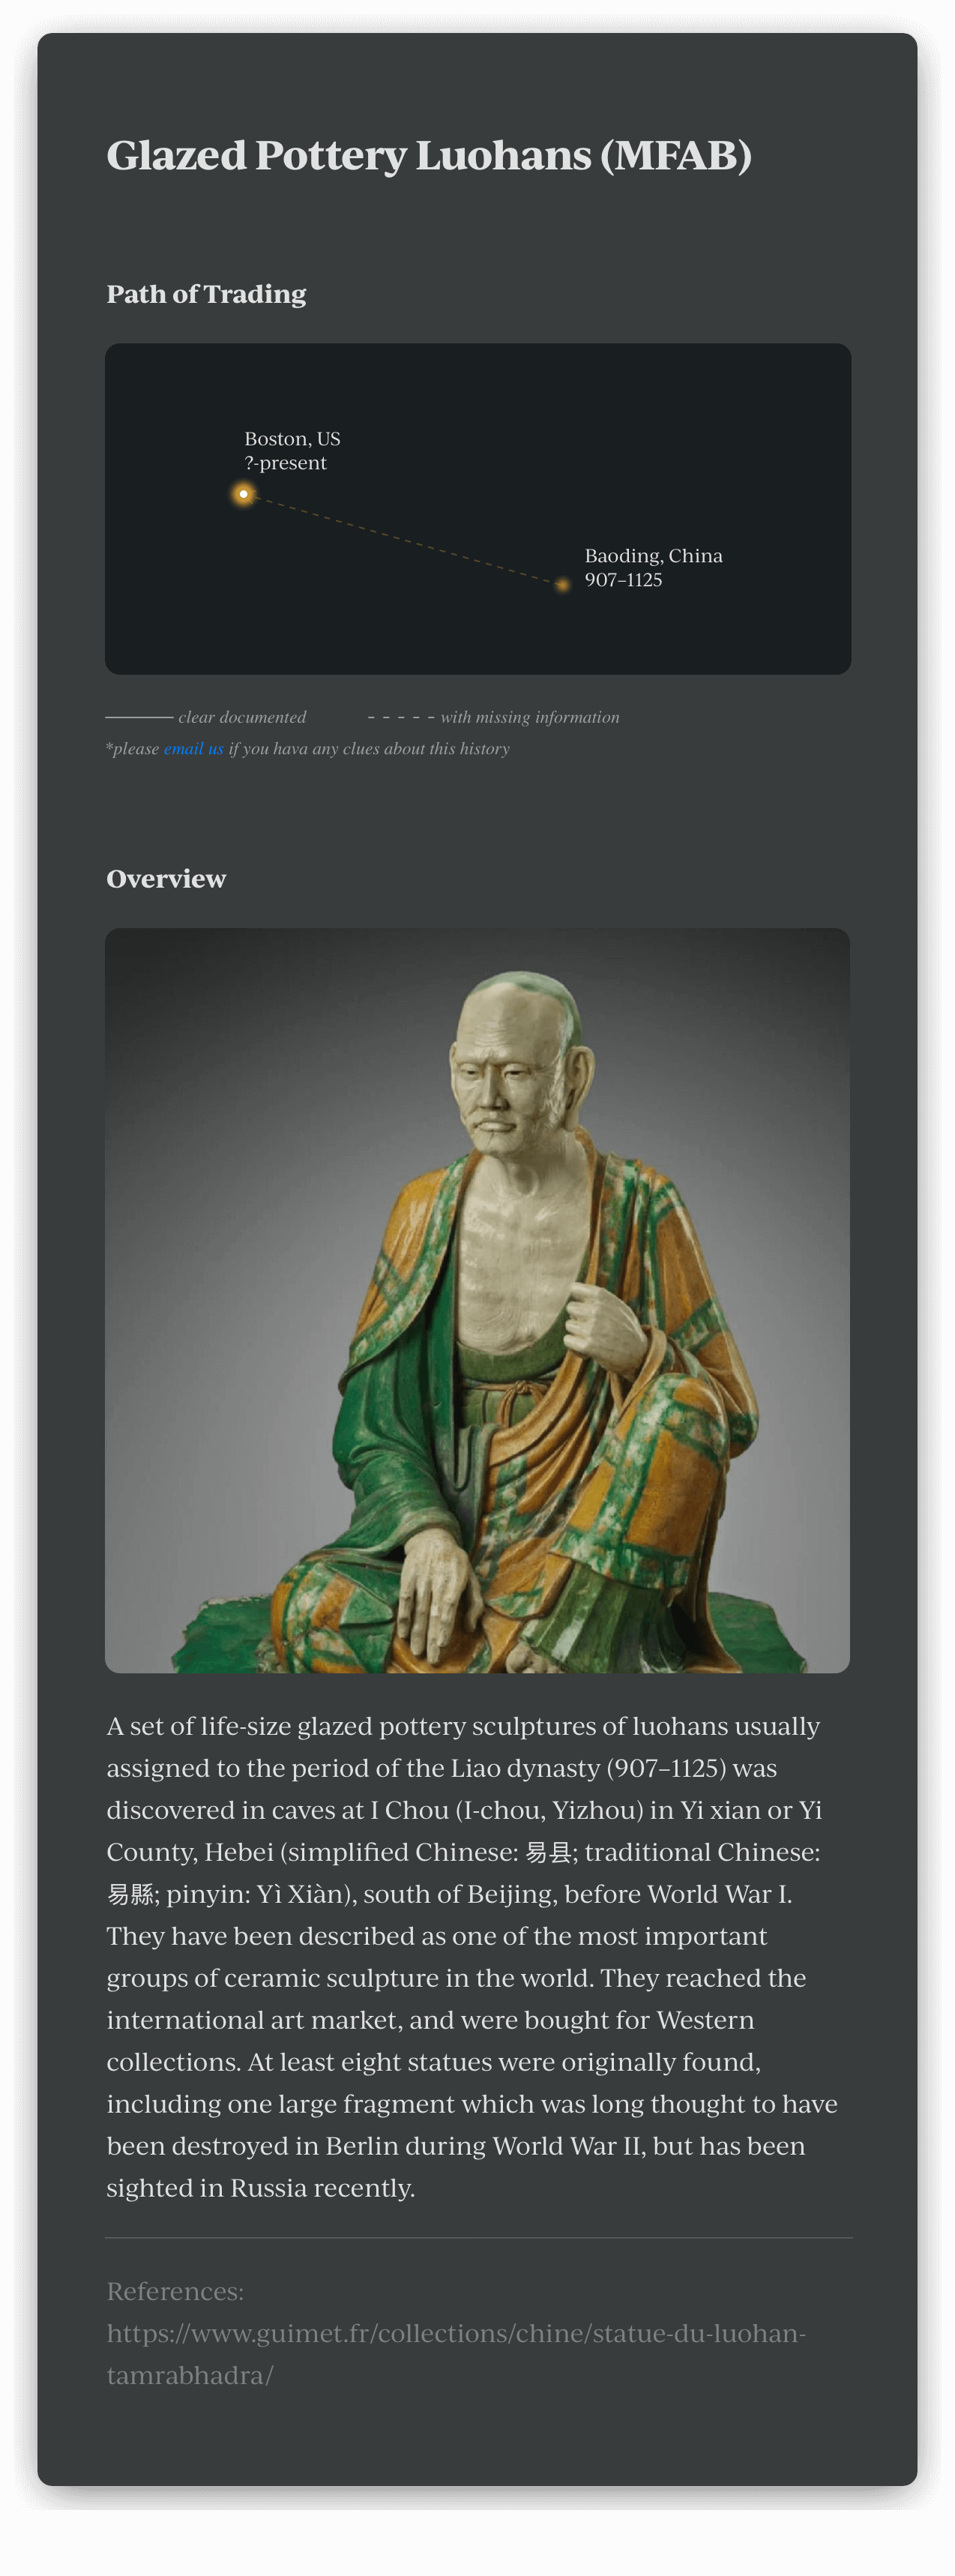 Glazed Pottery Luohans (MFAB)
Path of Trading
Boston, US
?-present
Baoding, China
907–1125
clear documented with missing information
*please email us if you hava any clues about this history
Overview
A set of life-size glazed pottery sculptures of luohans usually
assigned to the period of the Liao dynasty (907–1125) was
discovered in caves at I Chou (I-chou, Yizhou) in Yi xian or Yi
County, Hebei (simplified Chinese: 易县; traditional Chinese:
易縣; pinyin: Yì Xiàn), south of Beijing, before World War I.
They have been described as one of the most important
groups of ceramic sculpture in the world. They reached the
international art market, and were bought for Western
collections. At least eight statues were originally found,
including one large fragment which was long thought to have
been destroyed in Berlin during World War II, but has been
sighted in Russia recently.
References:
https://www.guimet.fr/collections/chine/statue-du-luohan-
tamrabhadra/